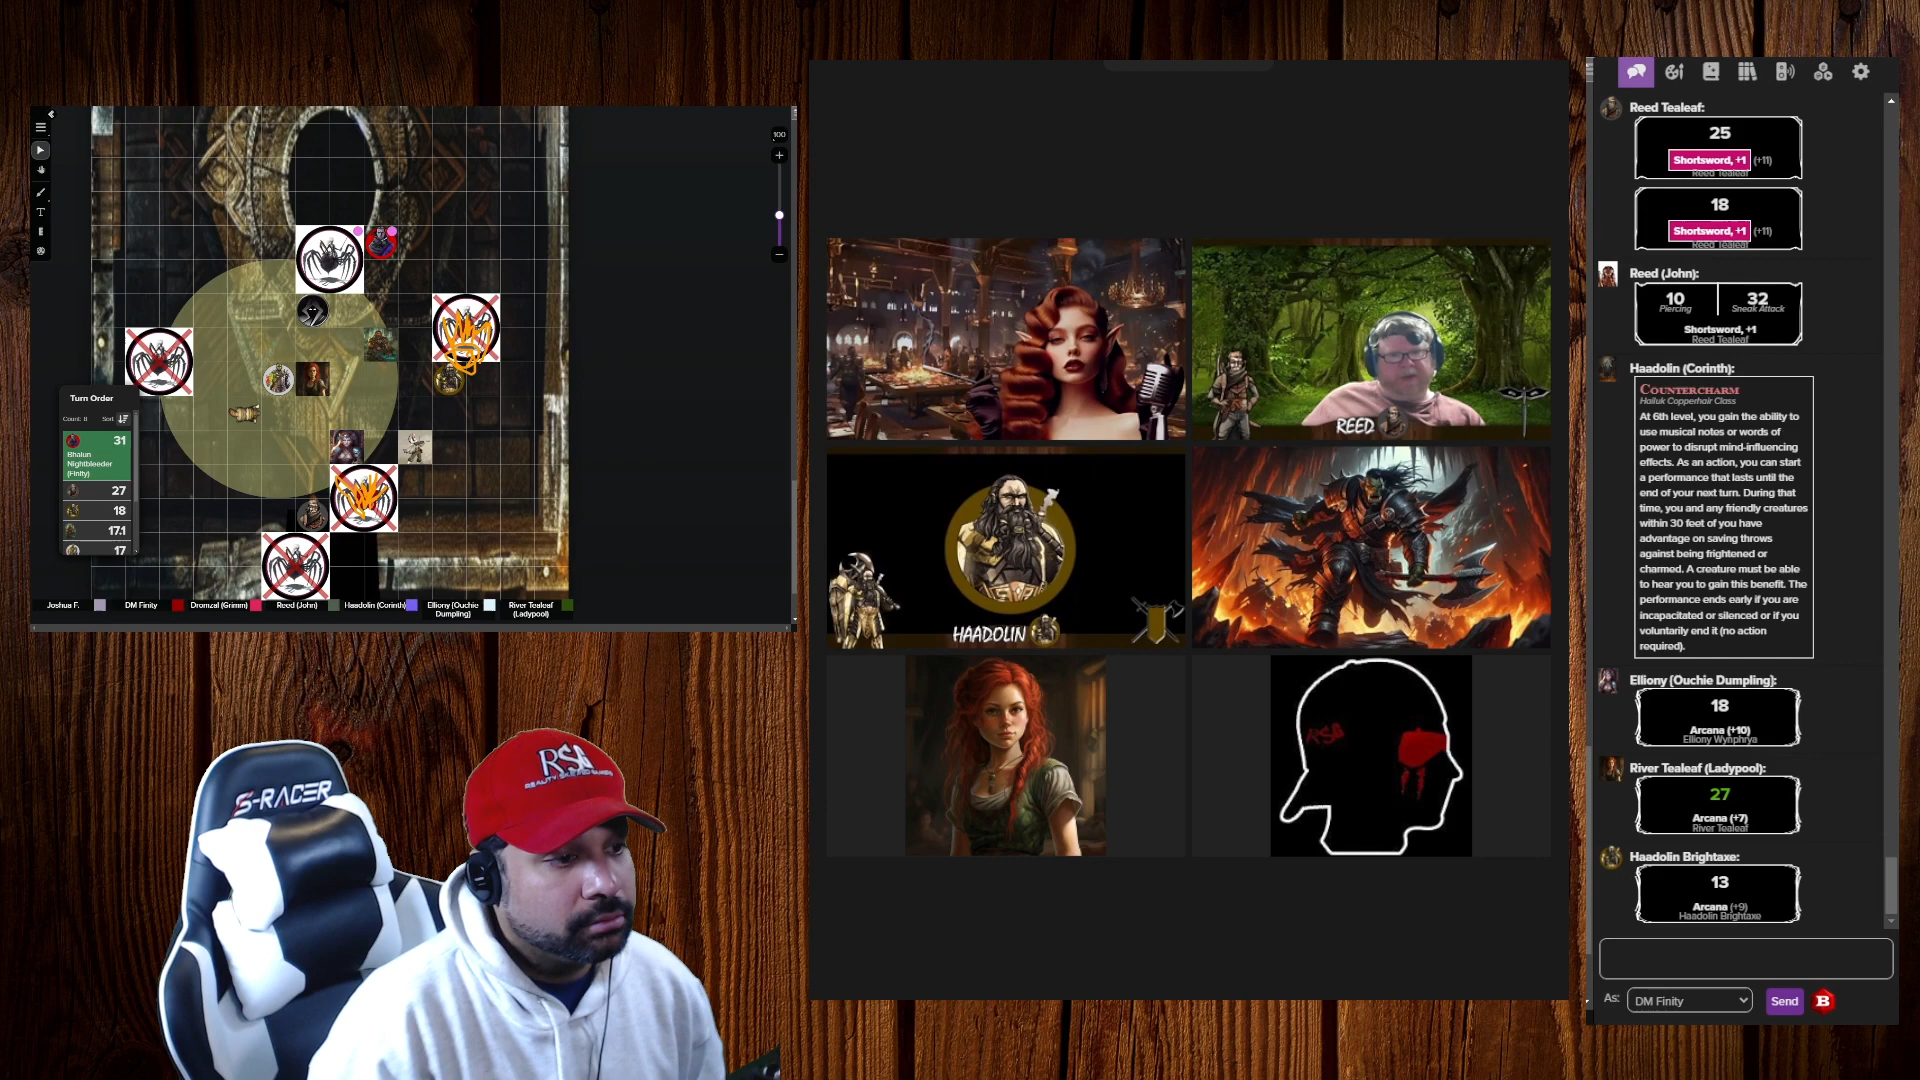 100
Turn Order
Count: 8 Sort
31
Bhalun
Nightbleeder
(Finity)
27
18
17.1
17
Joshua F.
DM Finity
Dromzal (Grimm)
Reed (John)
Haadolin (Corinth)
Elliony (Ouchie
Dumpling)
River Tealeaf
(Ladypool)
REED
HAADOLIN
RSG
S-RACER
RSG
Reed Tealeaf:
25
Shortsword, +1 (+11)
Reed Tealeaf
18
Shortsword, +1 (+11)
Reed Tealeaf
Reed (John):
10 32
Piercing Sneak Attack
Shortsword, +1
Reed Tealeaf
Haadolin (Corinth):
Countercharm
Hailuk Copperhair Class
At 6th level, you gain the ability to
use musical notes or words of
power to disrupt mind-influencing
effects. As an action, you can start
a performance that lasts until the
end of your next turn. During that
time, you and any friendly creatures
within 30 feet of you have
advantage on saving throws
against being frightened or
charmed. A creature must be able
to hear you to gain this benefit. The
performance ends early if you are
incapacitated or silenced or if you
voluntarily end it (no action
required).
Elliony (Ouchie Dumpling):
18
Arcana (+10)
Elliony Wynphrya
River Tealeaf (Ladypool):
27
Arcana (+7)
River Tealeaf
Haadolin Brightaxe:
13
Arcana (+9)
Haadolin Brightaxe
As: DM Finity Send B